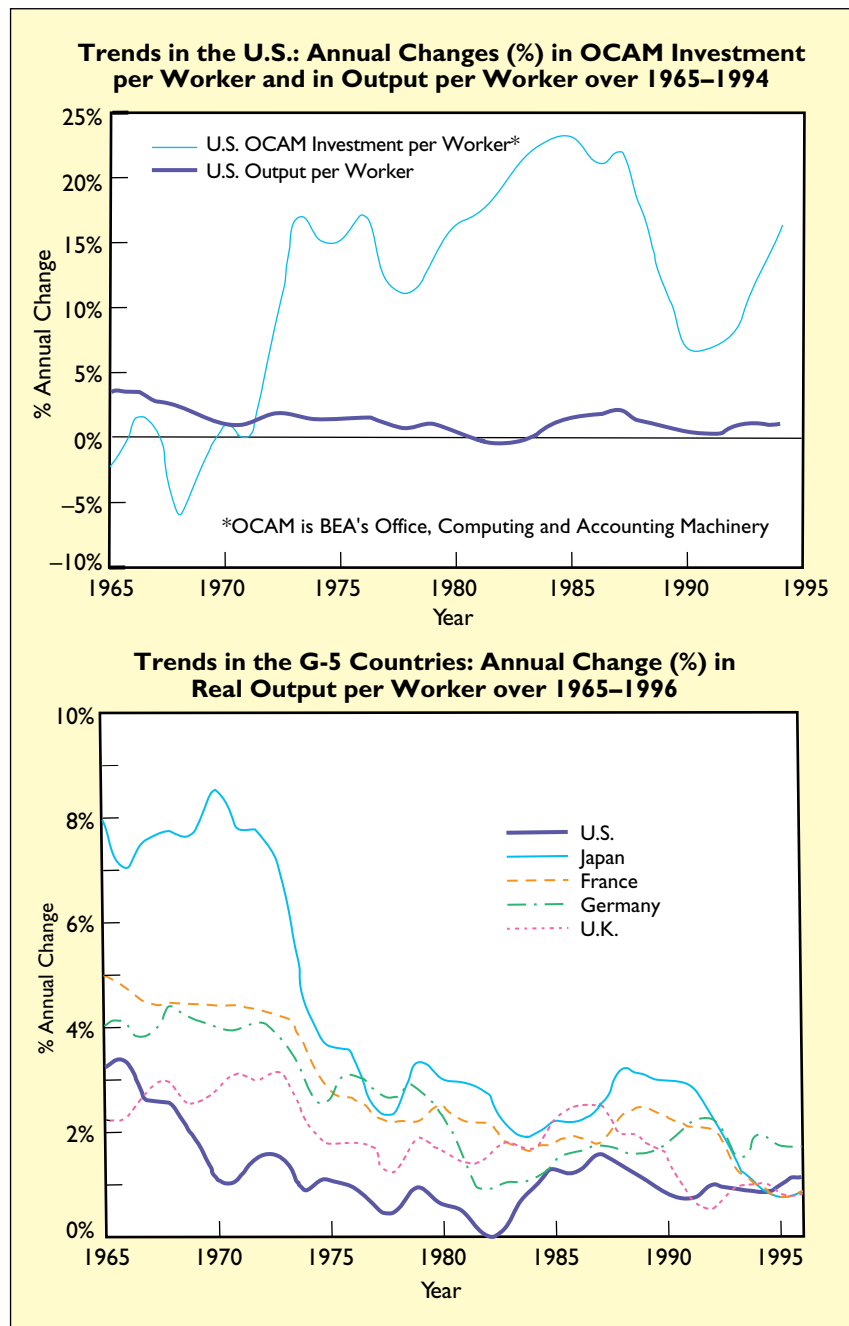 Trends in the U.S.: Annual Changes (%) in OCAM Investment
per Worker and in Output per Worker over 1965–1994
25%
20%
15%
10%
5%
0%
–5%
–10%
% Annual Change
U.S. OCAM Investment per Worker*
U.S. Output per Worker
*OCAM is BEA's Office, Computing and Accounting Machinery
1965 1970 1975 1980 1985 1990 1995
Year
Trends in the G-5 Countries: Annual Change (%) in
Real Output per Worker over 1965–1996
10%
8%
6%
4%
2%
0%
% Annual Change
U.S.
Japan
France
Germany
U.K.
1965 1970 1975 1980 1985 1990 1995
Year